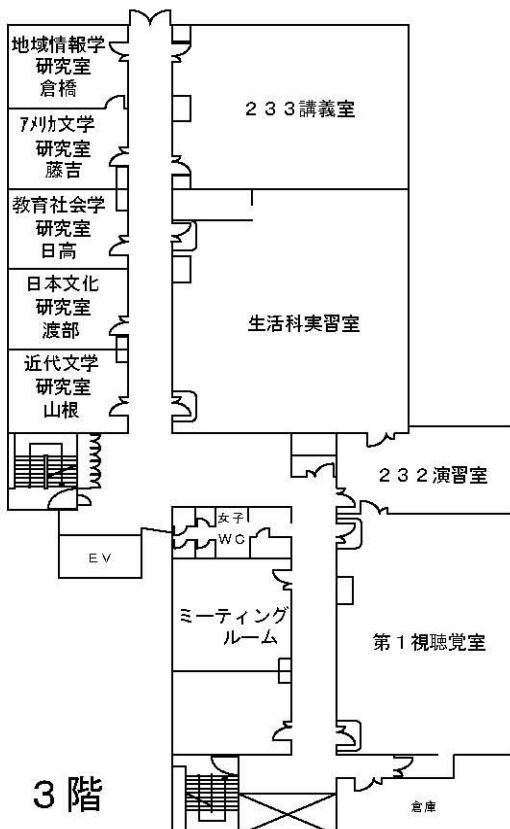 地域情報学
研究室
倉橋
233講義室
アメリカ文学
研究室
藤吉
教育社会学
研究室
日高
日本文化
研究室
渡部
生活科実習室
近代文学
研究室
山根
232演習室
女子
WC
EV
ミーティング
ルーム
第1視聴覚室
3階
倉庫